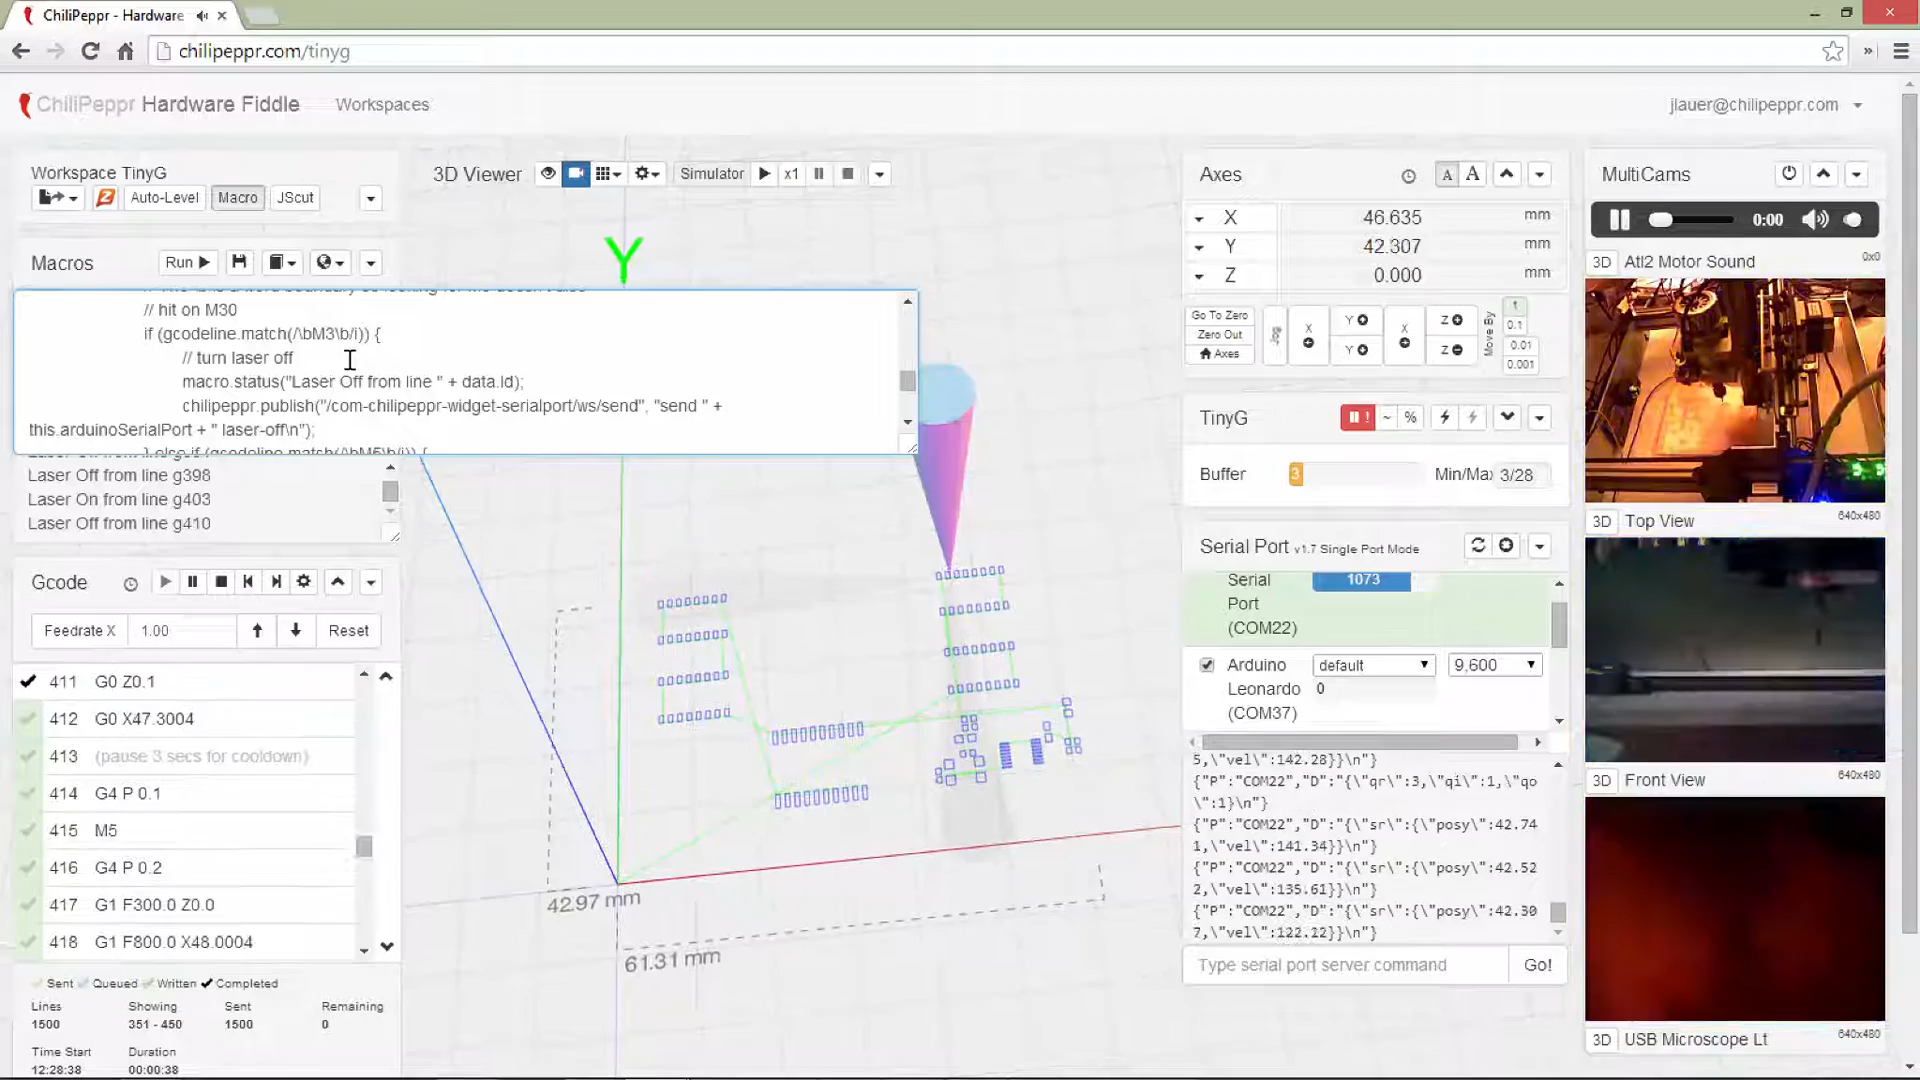 ChiliPeppr - Hardware
chilipeppr.com/tinyg
ChiliPeppr Hardware Fiddle
Workspaces
jlauer@chilipeppr.com
Workspace TinyG
Auto-Level
Macro
JScut
Macros
Run
// hit on M30
if (gcodeline.match(/\bM3\b/i)) {
// turn laser off
macro.status("Laser Off from line " + data.Id);
chilipeppr.publish("/com-chilipeppr-widget-serialport/ws/send", "send " +
this.arduinoSerialPort + " laser-off\n");
} else if (gcodeline.match(/\bM5\b/i)) {
Laser Off from line g398
Laser On from line g403
Laser Off from line g410
Gcode
Feedrate X
1.00
Reset
411 G0 Z0.1
412 G0 X47.3004
413 (pause 3 secs for cooldown)
414 G4 P 0.1
415 M5
416 G4 P 0.2
417 G1 F300.0 Z0.0
418 G1 F800.0 X48.0004
Sent Queued Written Completed
Lines Showing Sent Remaining
1500 351 - 450 1500 0
Time Start Duration
12:28:38 00:00:38
3D Viewer
Simulator
x1
Y
42.97 mm
61.31 mm
Axes
A A
X 46.635 mm
Y 42.307 mm
Z 0.000 mm
Go To Zero
Zero Out
Axes
Jog
X
Y
Y
X
Z
Z
Move By
1
0.1
0.01
0.001
TinyG
! ~ %
Buffer
3
Min/Max
3/28
Serial Port v1.7 Single Port Mode
Serial
Port
(COM22)
1073
Arduino
Leonardo
(COM37)
default
9,600
0
5,\"vel\":142.28}}\n"}
{"P":"COM22","D":"{\"qr\":3,\"qi\":1,\"qo
\":1}\n"}
{"P":"COM22","D":"{\"sr\":{\"posy\":42.74
1,\"vel\":141.34}}\n"}
{"P":"COM22","D":"{\"sr\":{\"posy\":42.52
2,\"vel\":135.61}}\n"}
{"P":"COM22","D":"{\"sr\":{\"posy\":42.30
7,\"vel\":122.22}}\n"}
Type serial port server command
Go!
MultiCams
0:00
3D Atl2 Motor Sound 0x0
3D Top View 640x480
3D Front View 640x480
3D USB Microscope Lt 640x480